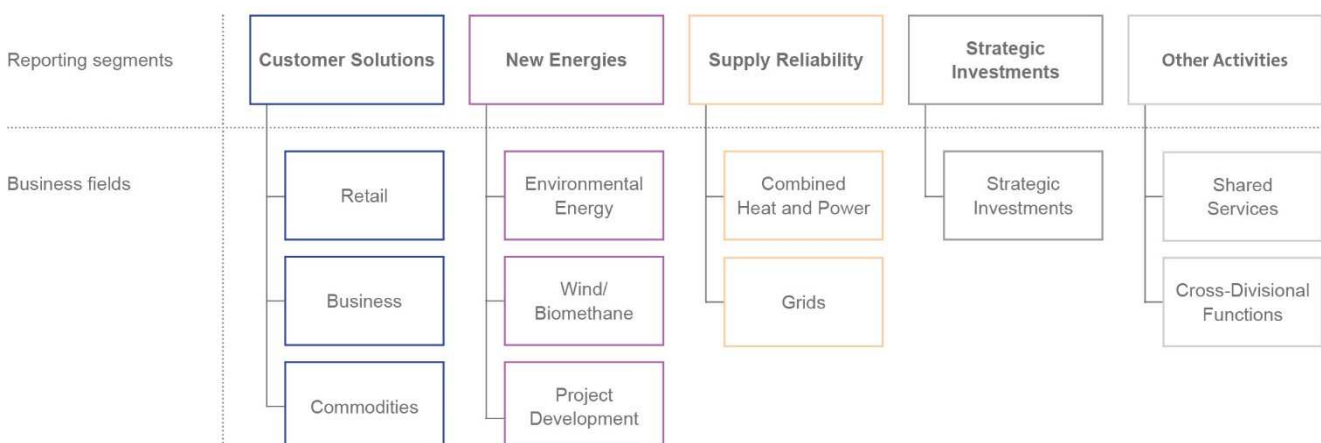 Reporting segments
Customer Solutions
New Energies
Supply Reliability
Strategic
Investments
Other Activities
Business fields
Retail
Environmental
Energy
Combined
Heat and Power
Strategic
Investments
Shared
Services
Business
Wind/
Biomethane
Grids
Cross-Divisional
Functions
Commodities
Project
Development